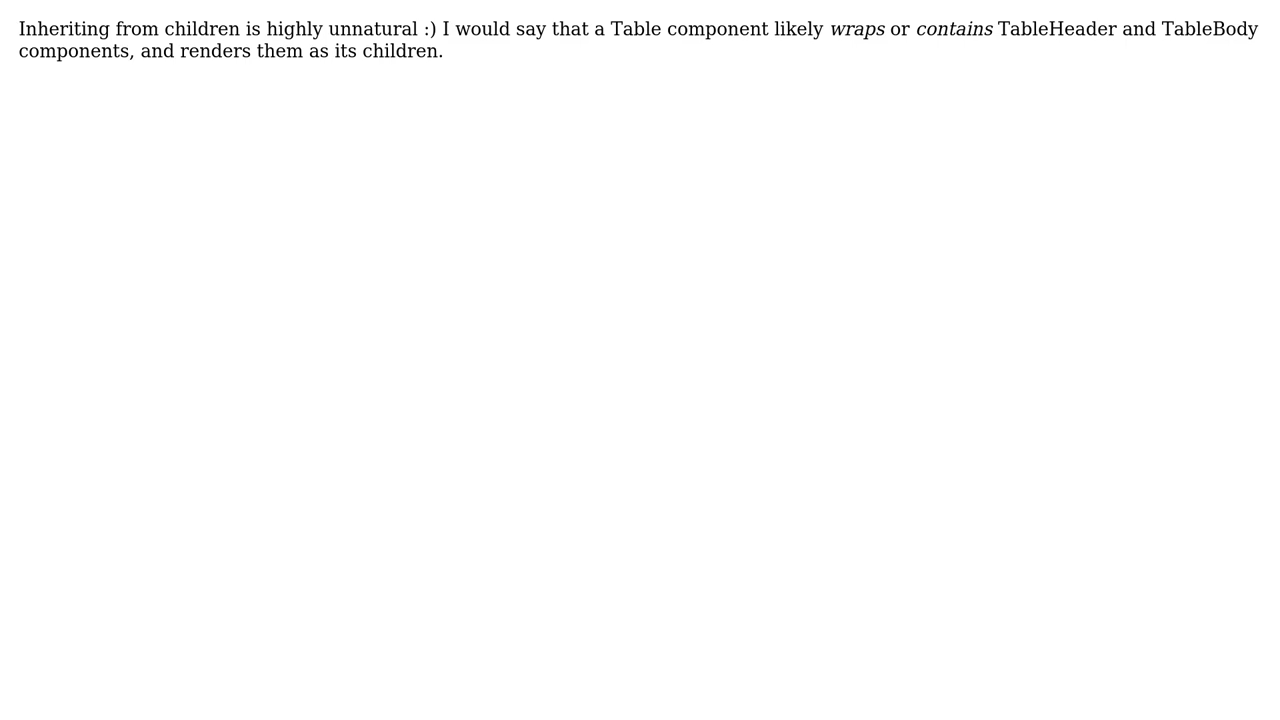 Inheriting from children is highly unnatural :) I would say that a Table component likely wraps or contains TableHeader and TableBody
components, and renders them as its children.